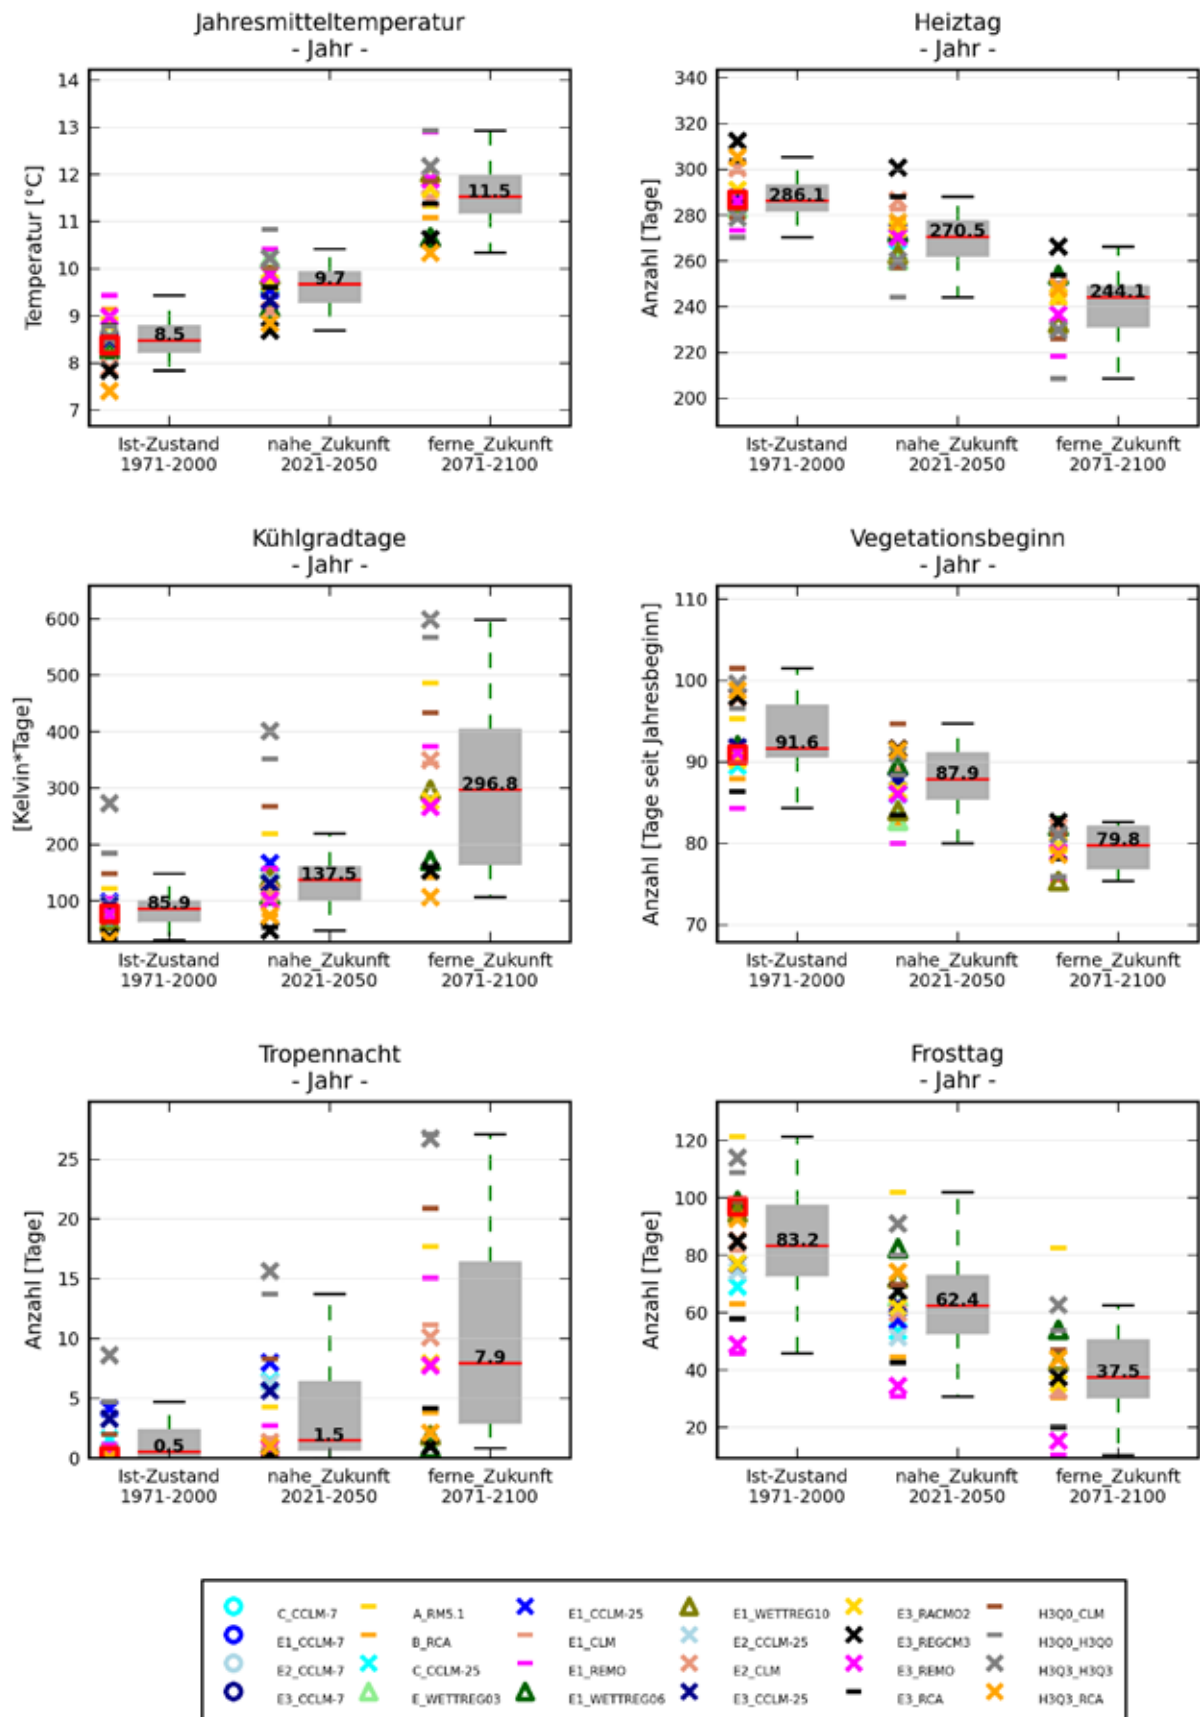 Jahresmitteltemperatur
- Jahr -
Temperatur [°C]
14
13
12
11
10
9
8
7
8.5
9.7
11.5
Ist-Zustand nahe_Zukunft ferne_Zukunft
1971-2000 2021-2050 2071-2100
Heiztag
- Jahr -
Anzahl [Tage]
340
320
300
280
260
240
220
200
286.1
270.5
244.1
Ist-Zustand nahe_Zukunft ferne_Zukunft
1971-2000 2021-2050 2071-2100
Kühlgradtage
- Jahr -
[Kelvin*Tage]
600
500
400
300
200
100
85.9
137.5
296.8
Ist-Zustand nahe_Zukunft ferne_Zukunft
1971-2000 2021-2050 2071-2100
Vegetationsbeginn
- Jahr -
Anzahl [Tage seit Jahresbeginn]
110
100
90
80
70
91.6
87.9
79.8
Ist-Zustand nahe_Zukunft ferne_Zukunft
1971-2000 2021-2050 2071-2100
Tropennacht
- Jahr -
Anzahl [Tage]
25
20
15
10
5
0
0.5
1.5
7.9
Ist-Zustand nahe_Zukunft ferne_Zukunft
1971-2000 2021-2050 2071-2100
Frosttag
- Jahr -
Anzahl [Tage]
120
100
80
60
40
20
83.2
62.4
37.5
Ist-Zustand nahe_Zukunft ferne_Zukunft
1971-2000 2021-2050 2071-2100
C_CCLM-7 A_RM5.1 E1_CCLM-25 E1_WETTREG10 E3_RACMO2 H3Q0_CLM
E1_CCLM-7 B_RCA E1_CLM E2_CCLM-25 E3_REGCM3 H3Q0_H3Q0
E2_CCLM-7 C_CCLM-25 E1_REMO E2_CLM E3_REMO H3Q3_H3Q3
E3_CCLM-7 E_WETTREG03 E1_WETTREG06 E3_CCLM-25 E3_RCA H3Q3_RCA